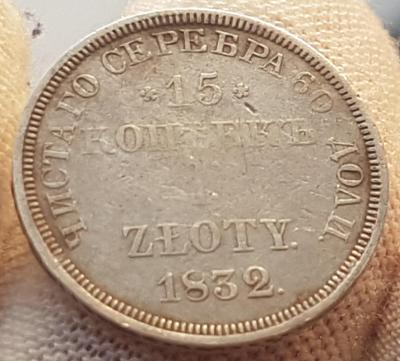 ЧИСТАГО СЕРЕБРА 60 ДОЛИ
15
КОПѢЕКЪ
ZŁOTY.
1832.